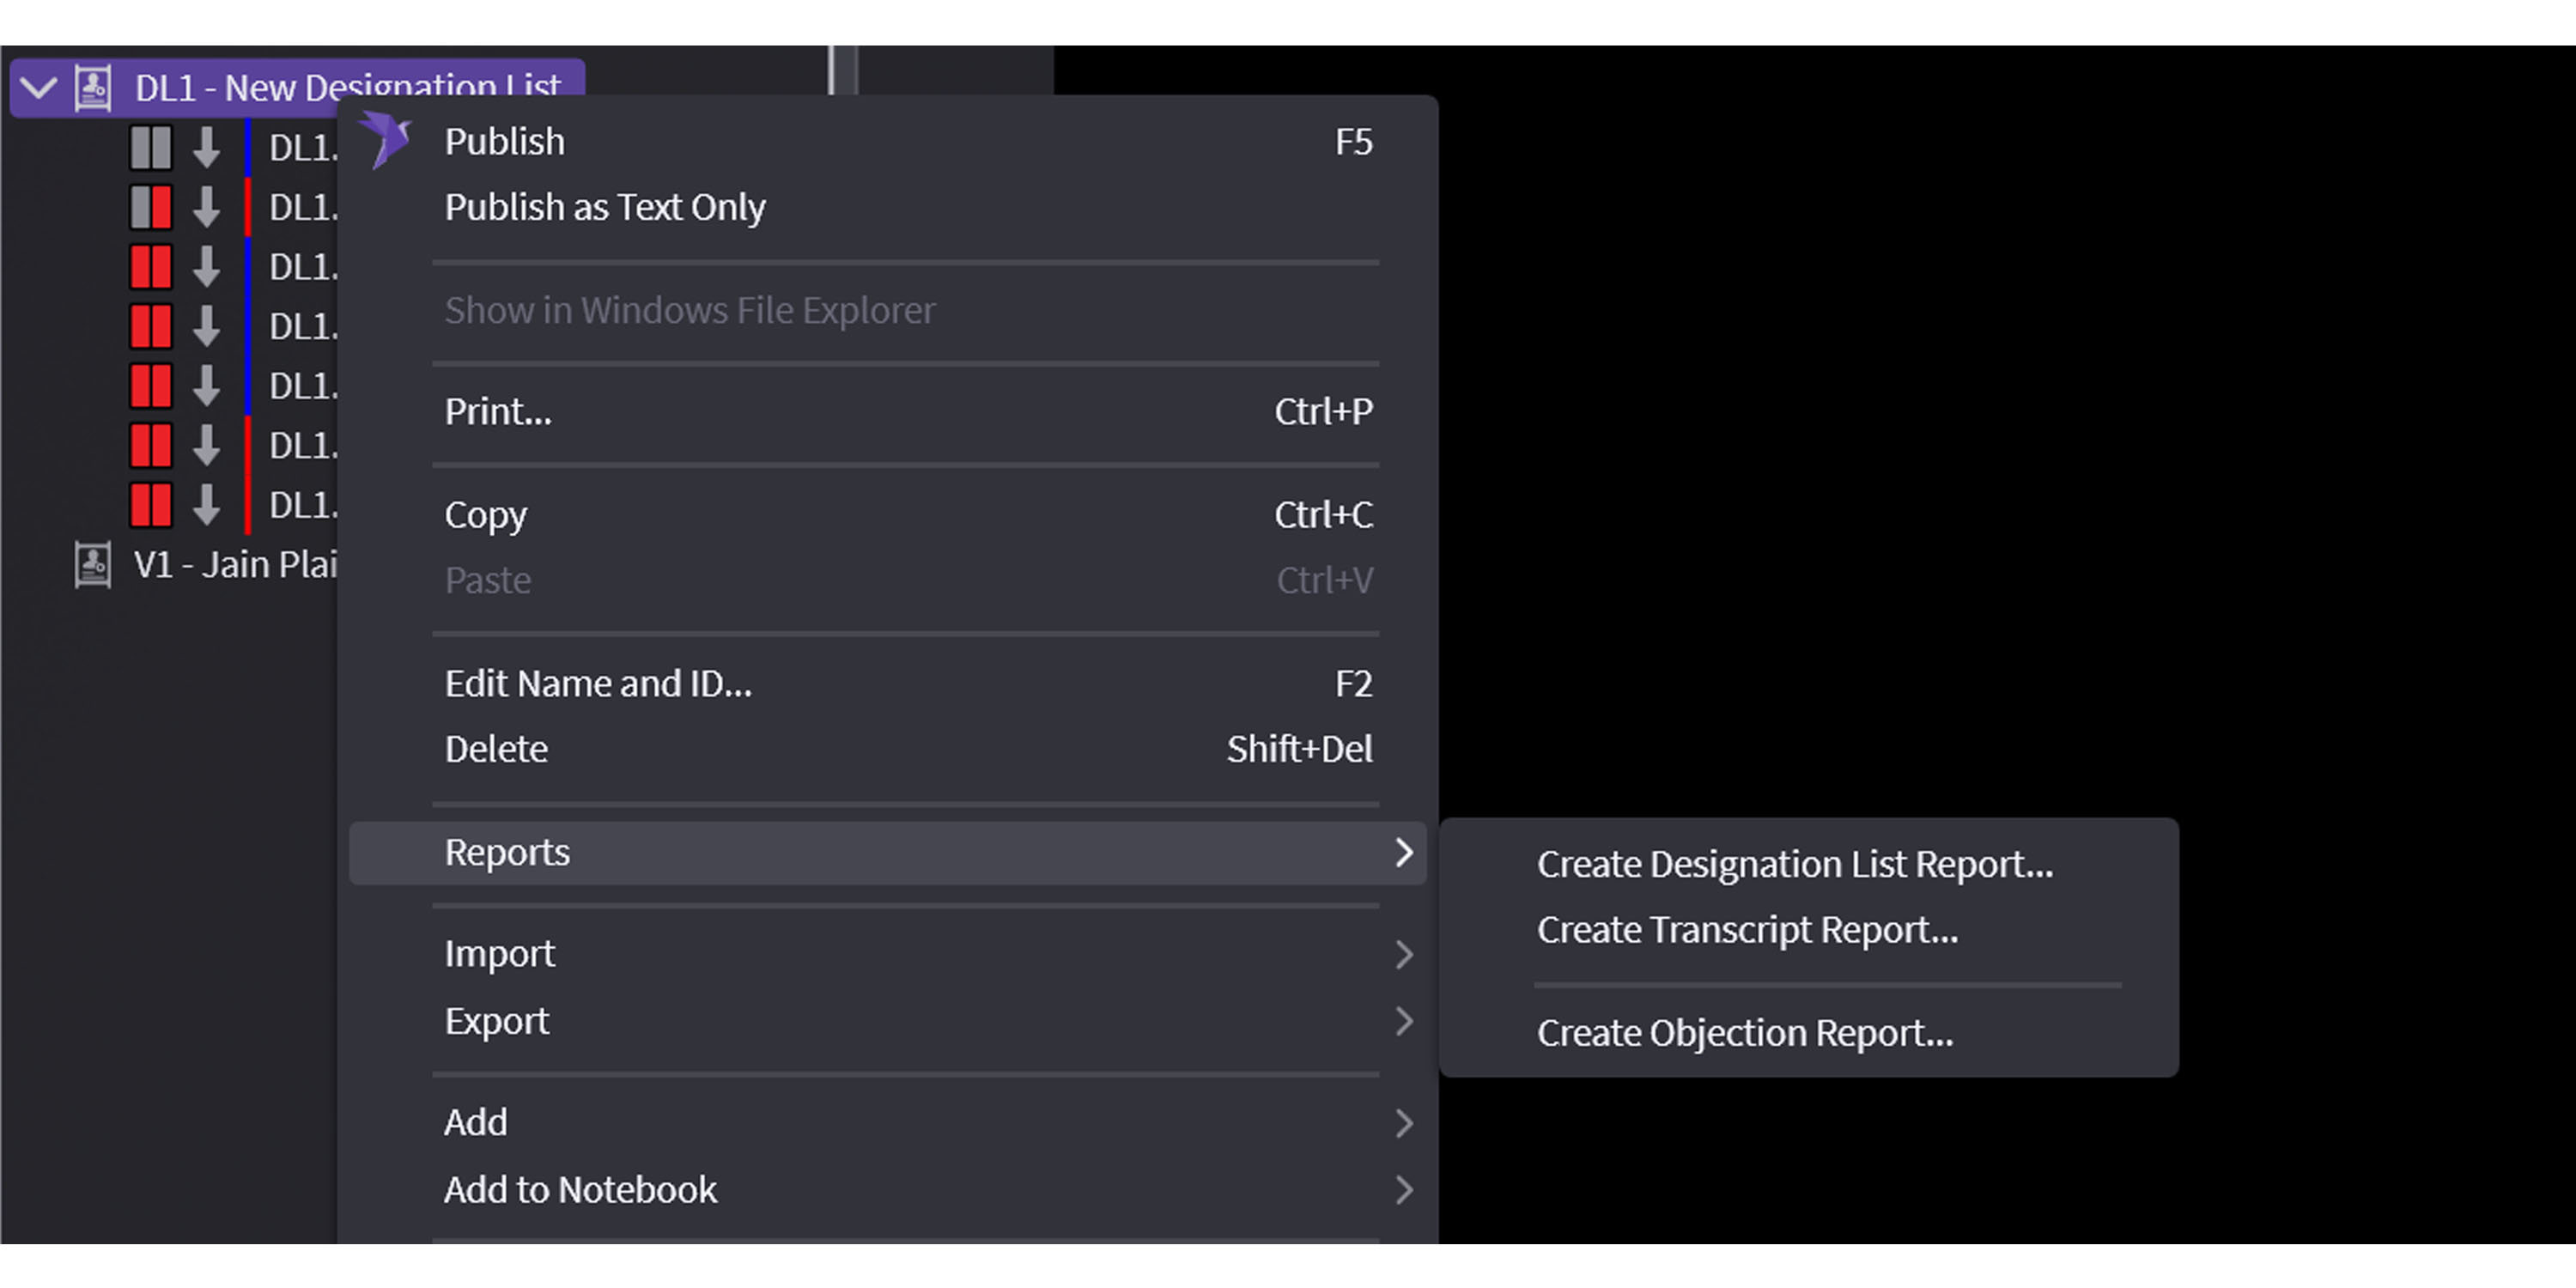 DL1 - New Designation List
DL1.
DL1.
DL1.
DL1.
DL1.
DL1.
DL1.
V1 - Jain Plai
Publish F5
Publish as Text Only
Show in Windows File Explorer
Print... Ctrl+P
Copy Ctrl+C
Paste Ctrl+V
Edit Name and ID... F2
Delete Shift+Del
Reports
Import
Export
Add
Add to Notebook
Create Designation List Report...
Create Transcript Report...
Create Objection Report...